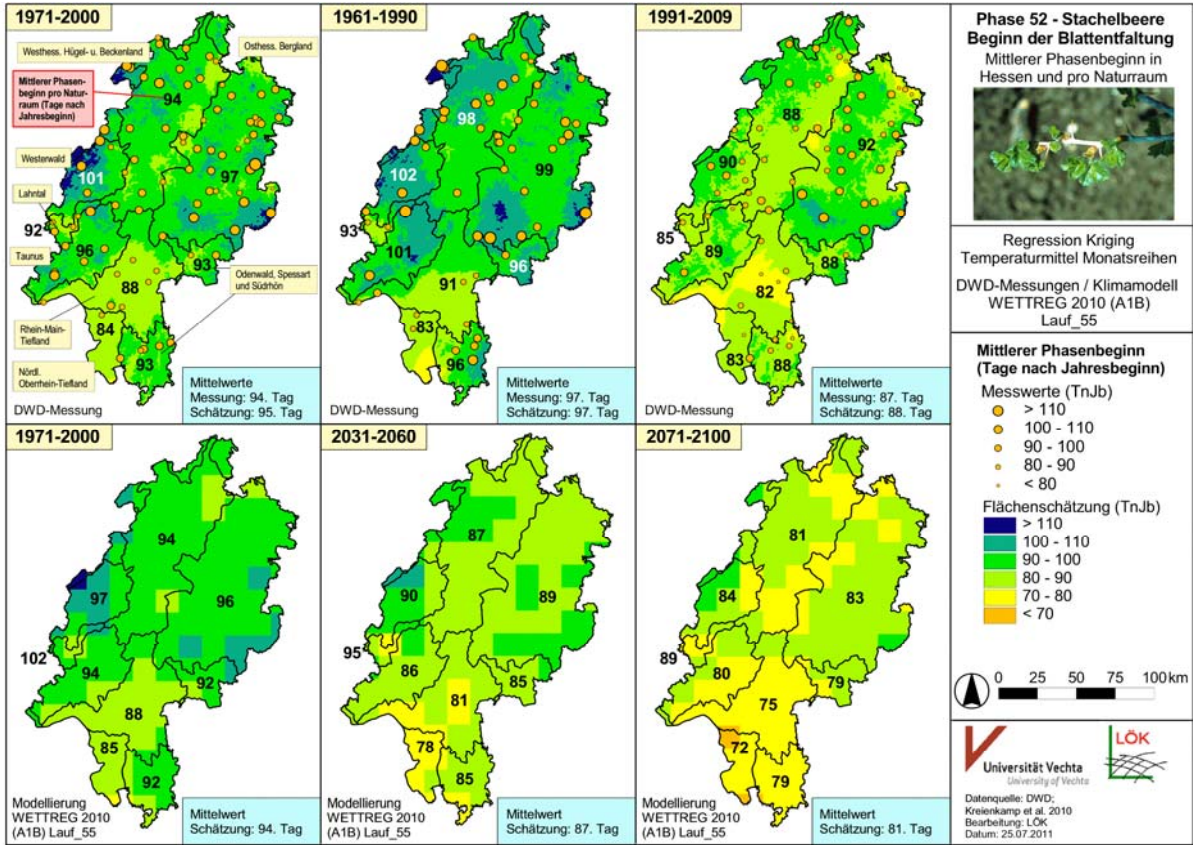 1971-2000
Westhess. Hügel- u. Beckenland
Osthess. Bergland
Mittlerer Phasen-
beginn pro Natur-
raum (Tage nach
Jahresbeginn)
94
Westerwald
101
97
Lahntal
92
96
Taunus
93
88
Odenwald, Spessart
und Südrhön
Rhein-Main-
Tiefland
84
Nördl.
Oberrhein-Tiefland
93
DWD-Messung
Mittelwerte
Messung: 94. Tag
Schätzung: 95. Tag
1961-1990
98
99
102
93
101
96
91
83
96
DWD-Messung
Mittelwerte
Messung: 97. Tag
Schätzung: 97. Tag
1991-2009
88
92
90
85
89
88
82
83
88
DWD-Messung
Mittelwerte
Messung: 87. Tag
Schätzung: 88. Tag
1971-2000
94
97
96
102
94
92
88
85
92
Modellierung
WETTREG 2010
(A1B) Lauf_55
Mittelwert
Schätzung: 94. Tag
2031-2060
87
90
89
95
86
85
81
78
85
Modellierung
WETTREG 2010
(A1B) Lauf_55
Mittelwert
Schätzung: 87. Tag
2071-2100
81
84
83
89
80
79
75
72
79
Modellierung
WETTREG 2010
(A1B) Lauf_55
Mittelwert
Schätzung: 81. Tag
Phase 52 - Stachelbeere
Beginn der Blattentfaltung
Mittlerer Phasenbeginn in
Hessen und pro Naturraum
Regression Kriging
Temperaturmittel Monatsreihen
DWD-Messungen / Klimamodell
WETTREG 2010 (A1B)
Lauf_55
Mittlerer Phasenbeginn
(Tage nach Jahresbeginn)
Messwerte (TnJb)
> 110
100 - 110
90 - 100
80 - 90
< 80
Flächenschätzung (TnJb)
> 110
100 - 110
90 - 100
80 - 90
70 - 80
< 70
0 25 50 75 100 km
Universität Vechta
University of Vechta
LÖK
Datenquelle: DWD;
Kreienkamp et al. 2010
Bearbeitung: LÖK
Datum: 25.07.2011